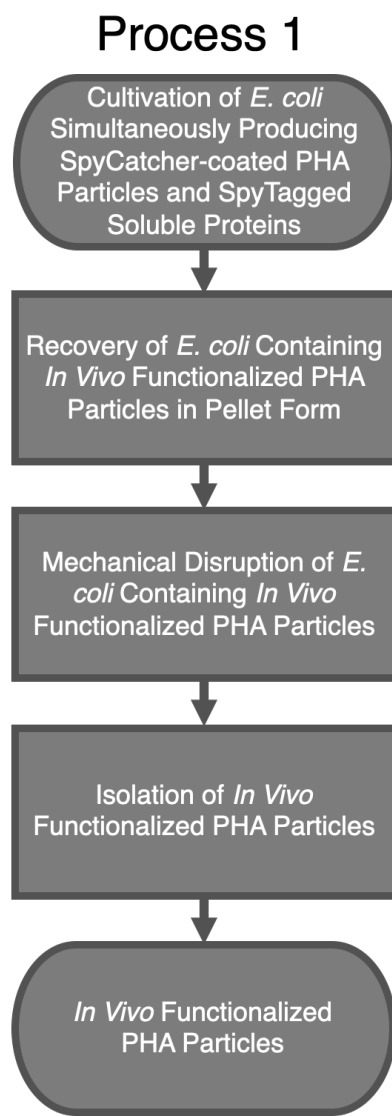 Process 1
Cultivation of E. coli
Simultaneously Producing
SpyCatcher-coated PHA
Particles and SpyTagged
Soluble Proteins
Recovery of E. coli Containing
In Vivo Functionalized PHA
Particles in Pellet Form
Mechanical Disruption of E.
coli Containing In Vivo
Functionalized PHA Particles
Isolation of In Vivo
Functionalized PHA Particles
In Vivo Functionalized
PHA Particles